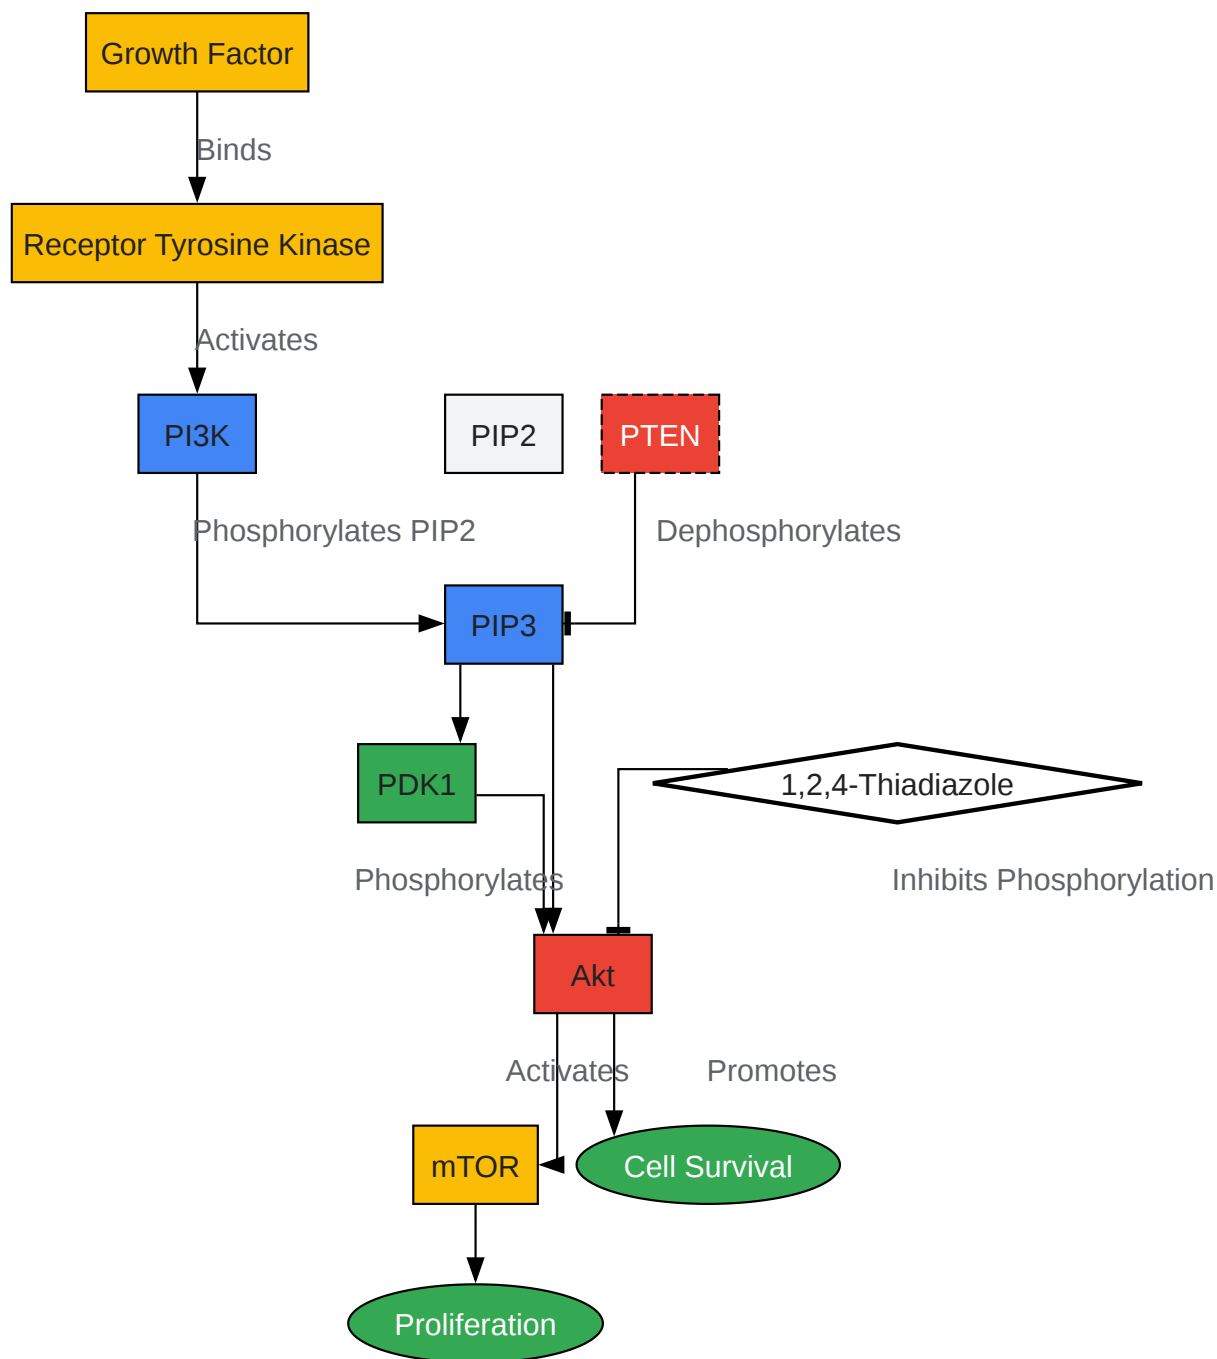 Growth Factor
Binds
Receptor Tyrosine Kinase
Activates
PI3K
PIP2
PTEN
Phosphorylates PIP2
Dephosphorylates
PIP3
PDK1
1,2,4-Thiadiazole
Phosphorylates
Inhibits Phosphorylation
Akt
Activates
Promotes
mTOR
Cell Survival
Proliferation